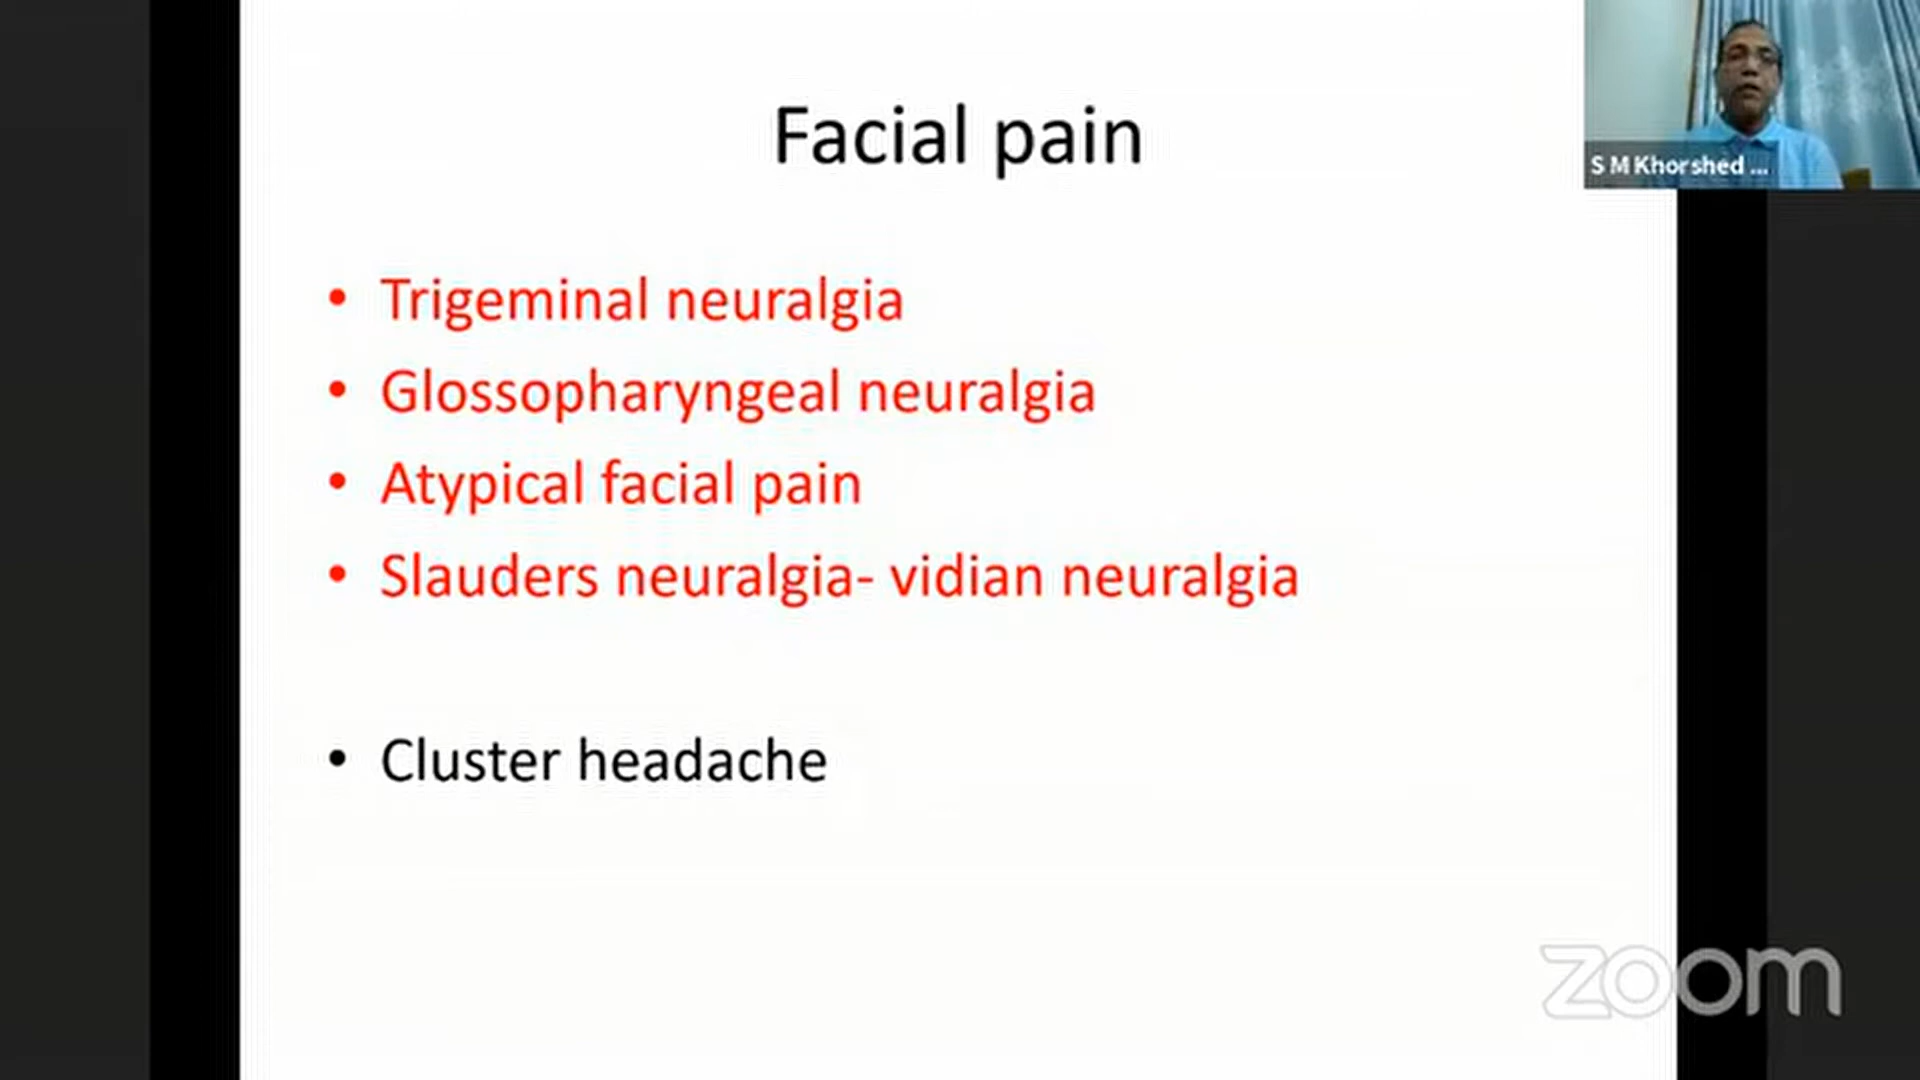 Facial pain
S M Khorshed ...
• Trigeminal neuralgia
• Glossopharyngeal neuralgia
• Atypical facial pain
• Slauders neuralgia- vidian neuralgia
• Cluster headache
zoom